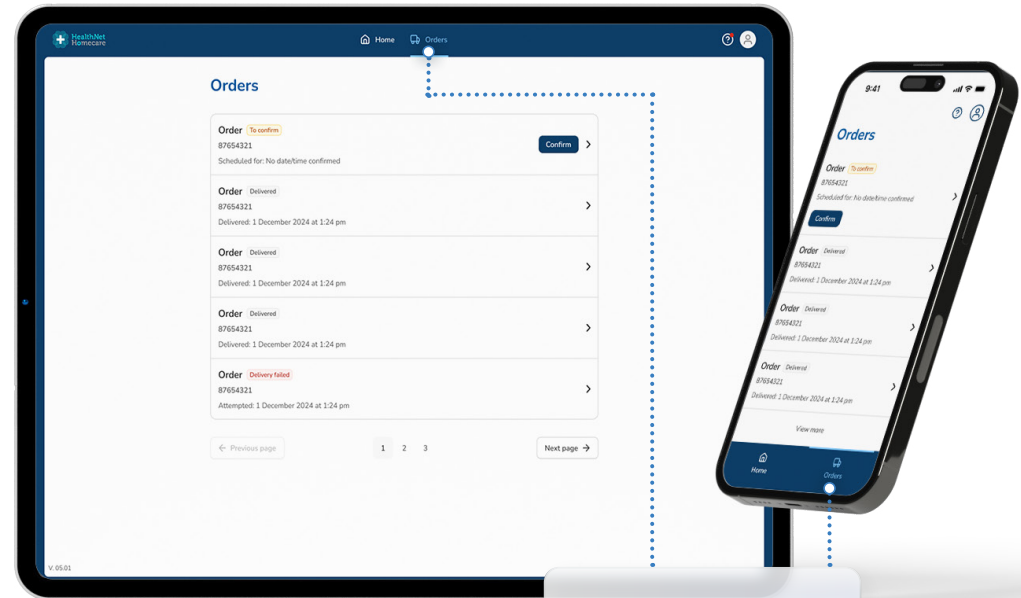 HealthNet
Homecare
Home
Orders
Orders
Order To confirm
87654321
Scheduled for: No date/time confirmed
Confirm
Order Delivered
87654321
Delivered: 1 December 2024 at 1:24 pm
Order Delivered
87654321
Delivered: 1 December 2024 at 1:24 pm
Order Delivered
87654321
Delivered: 1 December 2024 at 1:24 pm
Order Delivery failed
87654321
Attempted: 1 December 2024 at 1:24 pm
← Previous page
1 2 3
Next page →
V. 05.01
9:41
Orders
Order To confirm
87654321
Scheduled for: No date/time confirmed
Confirm
Order Delivered
87654321
Delivered: 1 December 2024 at 1:24 pm
Order Delivered
87654321
Delivered: 1 December 2024 at 1:24 pm
Order Delivered
87654321
Delivered: 1 December 2024 at 1:24 pm
View more
Home
Orders